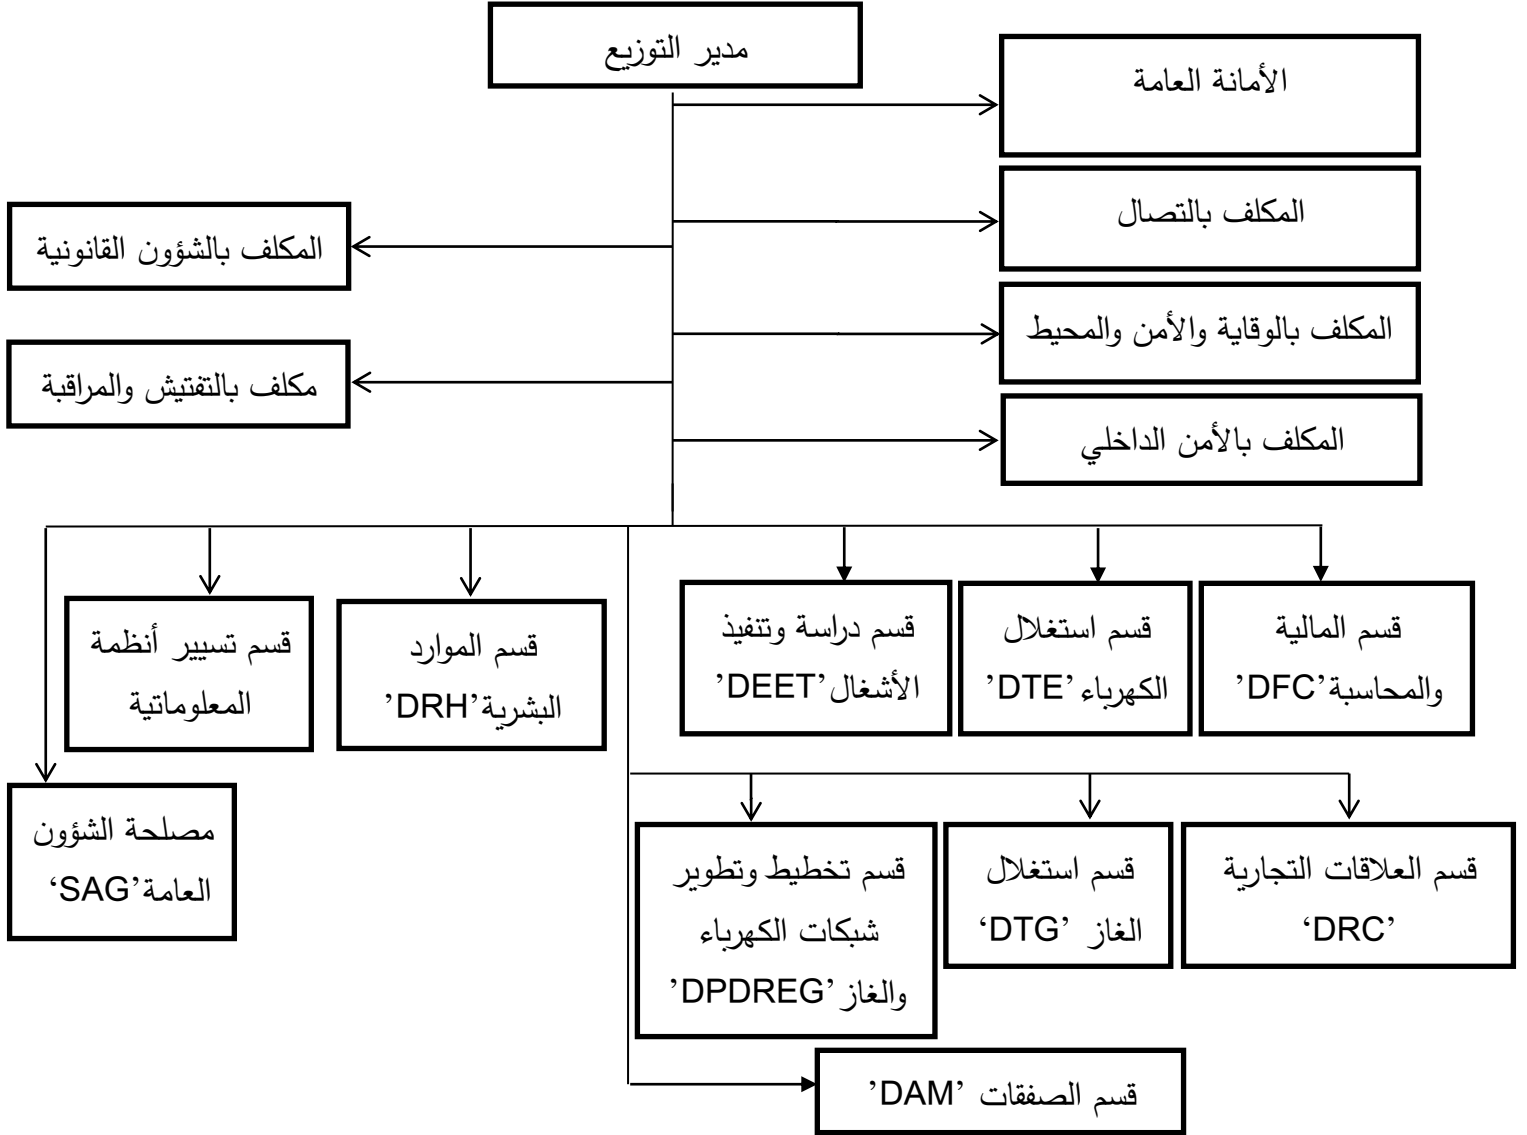 مدير التوزيع
الأمانة العامة
المكلف بالتصال
المكلف بالشؤون القانونية
المكلف بالوقاية والأمن والمحيط
مكلف بالتفتيش والمراقبة
المكلف بالأمن الداخلي
قسم المالية
والمحاسبة’DFC‘
قسم استغلال
الكهرباء’DTE‘
قسم دراسة وتنفيذ
الأشغال’DEET‘
قسم الموارد
البشرية’DRH‘
قسم تسيير أنظمة
المعلوماتية
مصلحة الشؤون
العامة’SAG‘
قسم العلاقات التجارية
’DRC‘
قسم استغلال
الغاز ’DTG‘
قسم تخطيط وتطوير
شبكات الكهرباء
والغاز’DPDREG‘
قسم الصفقات ’DAM‘